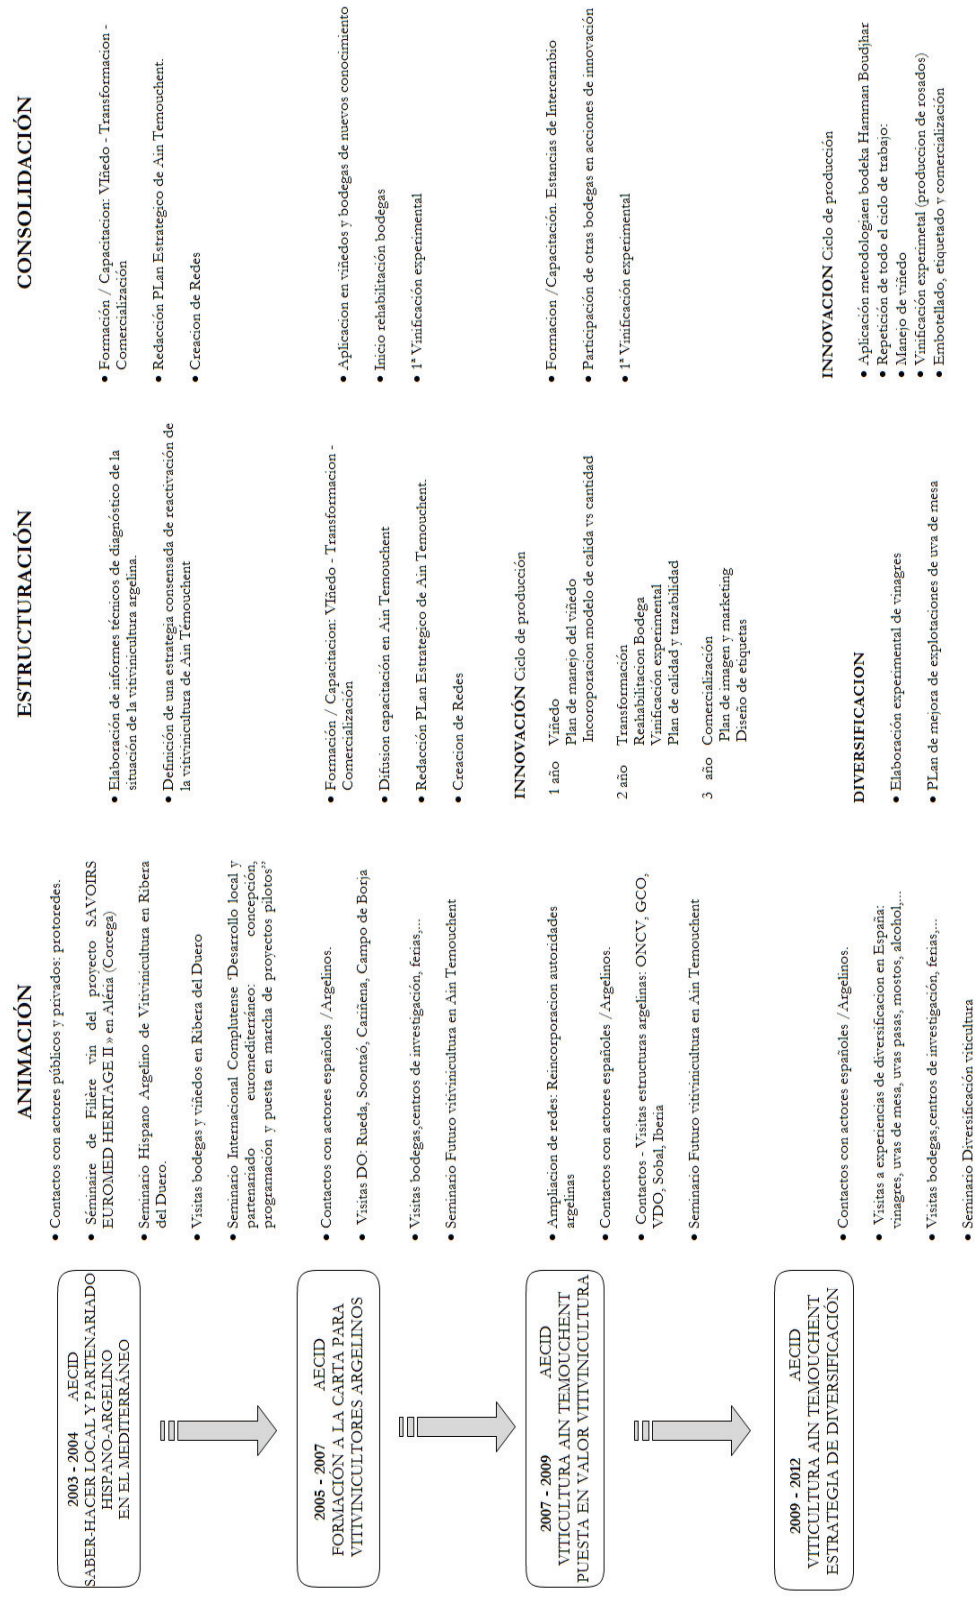 ANIMACIÓN
ESTRUCTURACIÓN
CONSOLIDACIÓN
2003 - 2004 AECID
SABER-HACER LOCAL Y PARTENARIADO
HISPANO-ARGELINO
EN EL MEDITERRÁNEO
• Contactos con actores públicos y privados: protoredes.
• Séminaire de Filière vin del proyecto SAVOIRS
EUROMED HERITAGE II » en Aléria (Corcega)
• Seminario Hispano Argelino de Vitivinicultura en Ribera
del Duero.
• Visitas bodegas y viñedos en Ribera del Duero
• Seminario Internacional Complutense 'Desarrollo local y
partenariado euromediterráneo: concepción,
programación y puesta en marcha de proyectos pilotos”
• Elaboración de informes técnicos de diagnóstico de la
situación de la vitivinicultura argelina.
• Definición de una estrategia consensada de reactivación de
la vitivinicultura de Ain Témouchent
• Formación / Capacitacion: VIñedo - Transformacion -
Comercialización
• Redacción PLan Estrategico de Ain Temouchent.
• Creacion de Redes
2005 - 2007 AECID
FORMACIÓN A LA CARTA PARA
VITIVINICULTORES ARGELINOS
• Contactos con actores españoles /Argelinos.
• Visitas DO: Rueda, Soontaó, Cariñena, Campo de Borja
• Visitas bodegas,centros de investigación, ferias,...
• Seminario Futuro vitivinicultura en Ain Temouchent
• Formación / Capacitacion: VIñedo - Transformacion -
Comercialización
• Difusion capacitación en Ain Temouchent
• Redacción PLan Estrategico de Ain Temouchent.
• Creacion de Redes
• Aplicacion en viñedos y bodegas de nuevos conocimiento
• Inicio rehabilitación bodegas
• 1ª Vinificación experimental
2007 - 2009 AECID
VITICULTURA AIN TEMOUCHENT
PUESTA EN VALOR VITIVINICULTURA
• Ampliacion de redes: Reincorporacion autoridades
argelinas
• Contactos con actores españoles /Argelinos.
• Contactos - Visitas estructuras argelinas: ONCV, GCO,
VDO, Sobal, Iberia
• Seminario Futuro vitivinicultura en Ain Temouchent
INNOVACIÓN Ciclo de producción
1 año Viñedo
Plan de manejo del viñedo
Incoroporacion modelo de calida vs cantidad
2 año Transformación
Reahabilitacion Bodega
Vinificación experimental
Plan de calidad y trazabilidad
3 año Comercialización
Plan de imagen y marketing
Diseño de etiquetas
• Formacion /Capacitación. Estancias de Intercambio
• Participación de otras bodegas en acciones de innovación
• 1ª Vinificación experimental
2009 - 2012 AECID
VITICULTURA AIN TEMOUCHENT
ESTRATEGIA DE DIVERSIFICACIÓN
• Contactos con actores españoles /Argelinos.
• Visitas a experiencias de diversificacion en España:
vinagres, uvas de mesa, uvas pasas, mostos, alcohol,...
• Visitas bodegas,centros de investigación, ferias,...
• Seminario Diversificación viticultura
DIVERSIFICACION
• Elaboración experimental de vinagres
• PLan de mejora de explotaciones de uva de mesa
INNOVACION Ciclo de producción
• Aplicación metodologiaen bodeka Hamman Boudjhar
• Repetición de todo el ciclo de trabajo:
• Manejo de viñedo
• Vinificación experimetal (produccion de rosados)
• Embotellado, etiquetado y comercialización